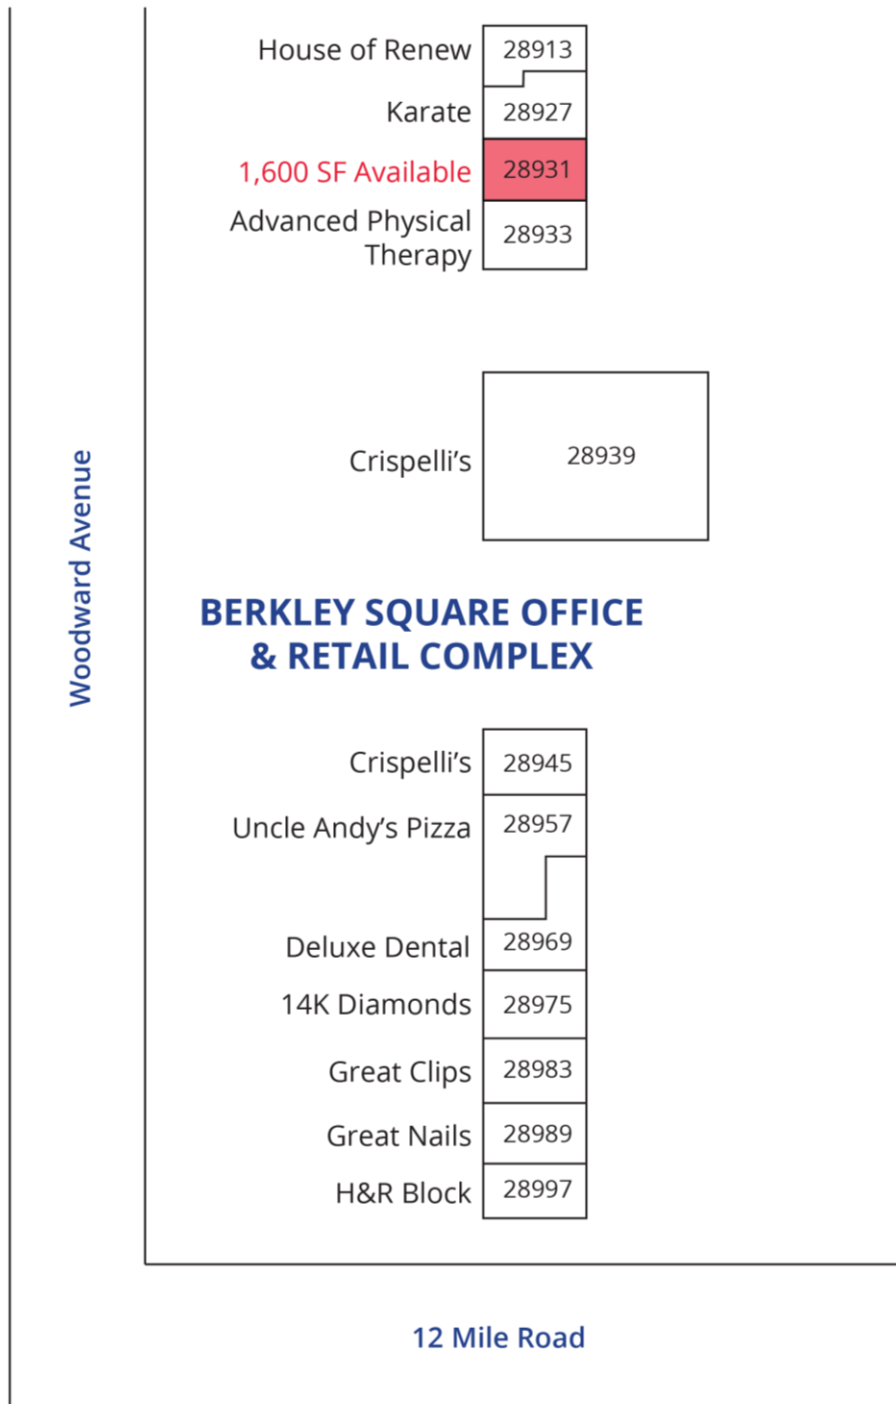 House of Renew 28913
Karate 28927
1,600 SF Available 28931
Advanced Physical
Therapy 28933
Crispelli’s 28939
Woodward Avenue
BERKLEY SQUARE OFFICE
& RETAIL COMPLEX
Crispelli’s 28945
Uncle Andy’s Pizza 28957
Deluxe Dental 28969
14K Diamonds 28975
Great Clips 28983
Great Nails 28989
H&R Block 28997
12 Mile Road